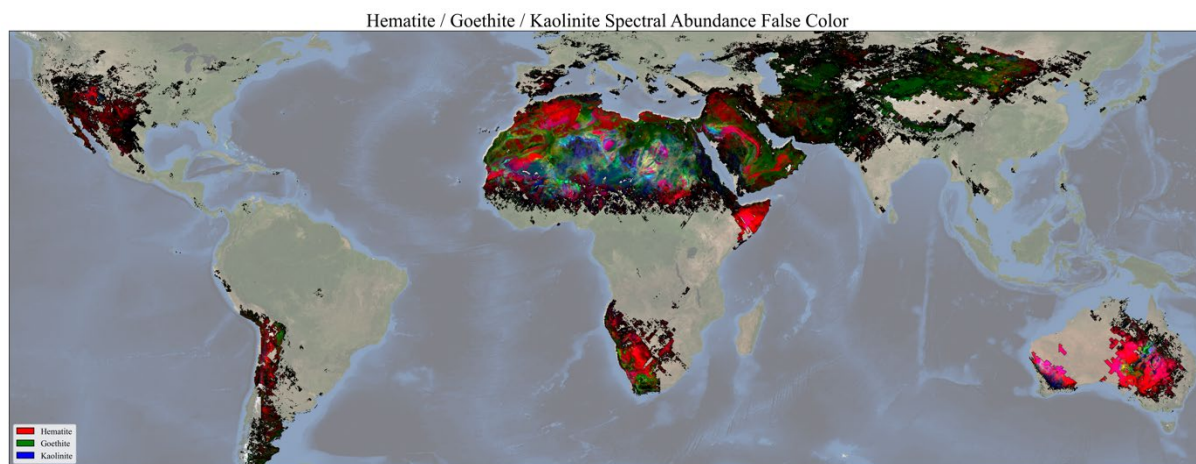 Hematite / Goethite / Kaolinite Spectral Abundance False Color
Hematite
Goethite
Kaolinite